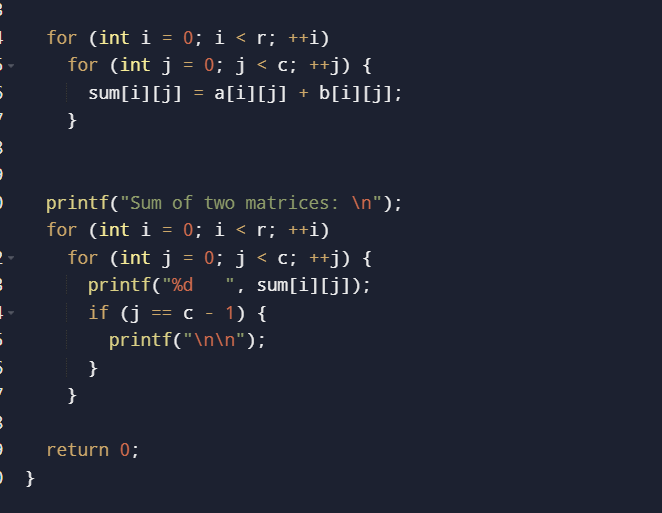 for (int i = 0; i < r; ++i)
for (int j = 0; j < c; ++j) {
sum[i][j] = a[i][j] + b[i][j];
}
printf("Sum of two matrices: \n");
for (int i = 0; i < r; ++i)
for (int j = 0; j < c; ++j) {
printf("%d   ", sum[i][j]);
if (j == c - 1) {
printf("\n\n");
}
}
return 0;
}